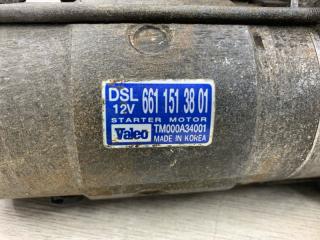 DSL 661 151 38 01
12V
STARTER MOTOR
Valeo TM000A34001
MADE IN KOREA